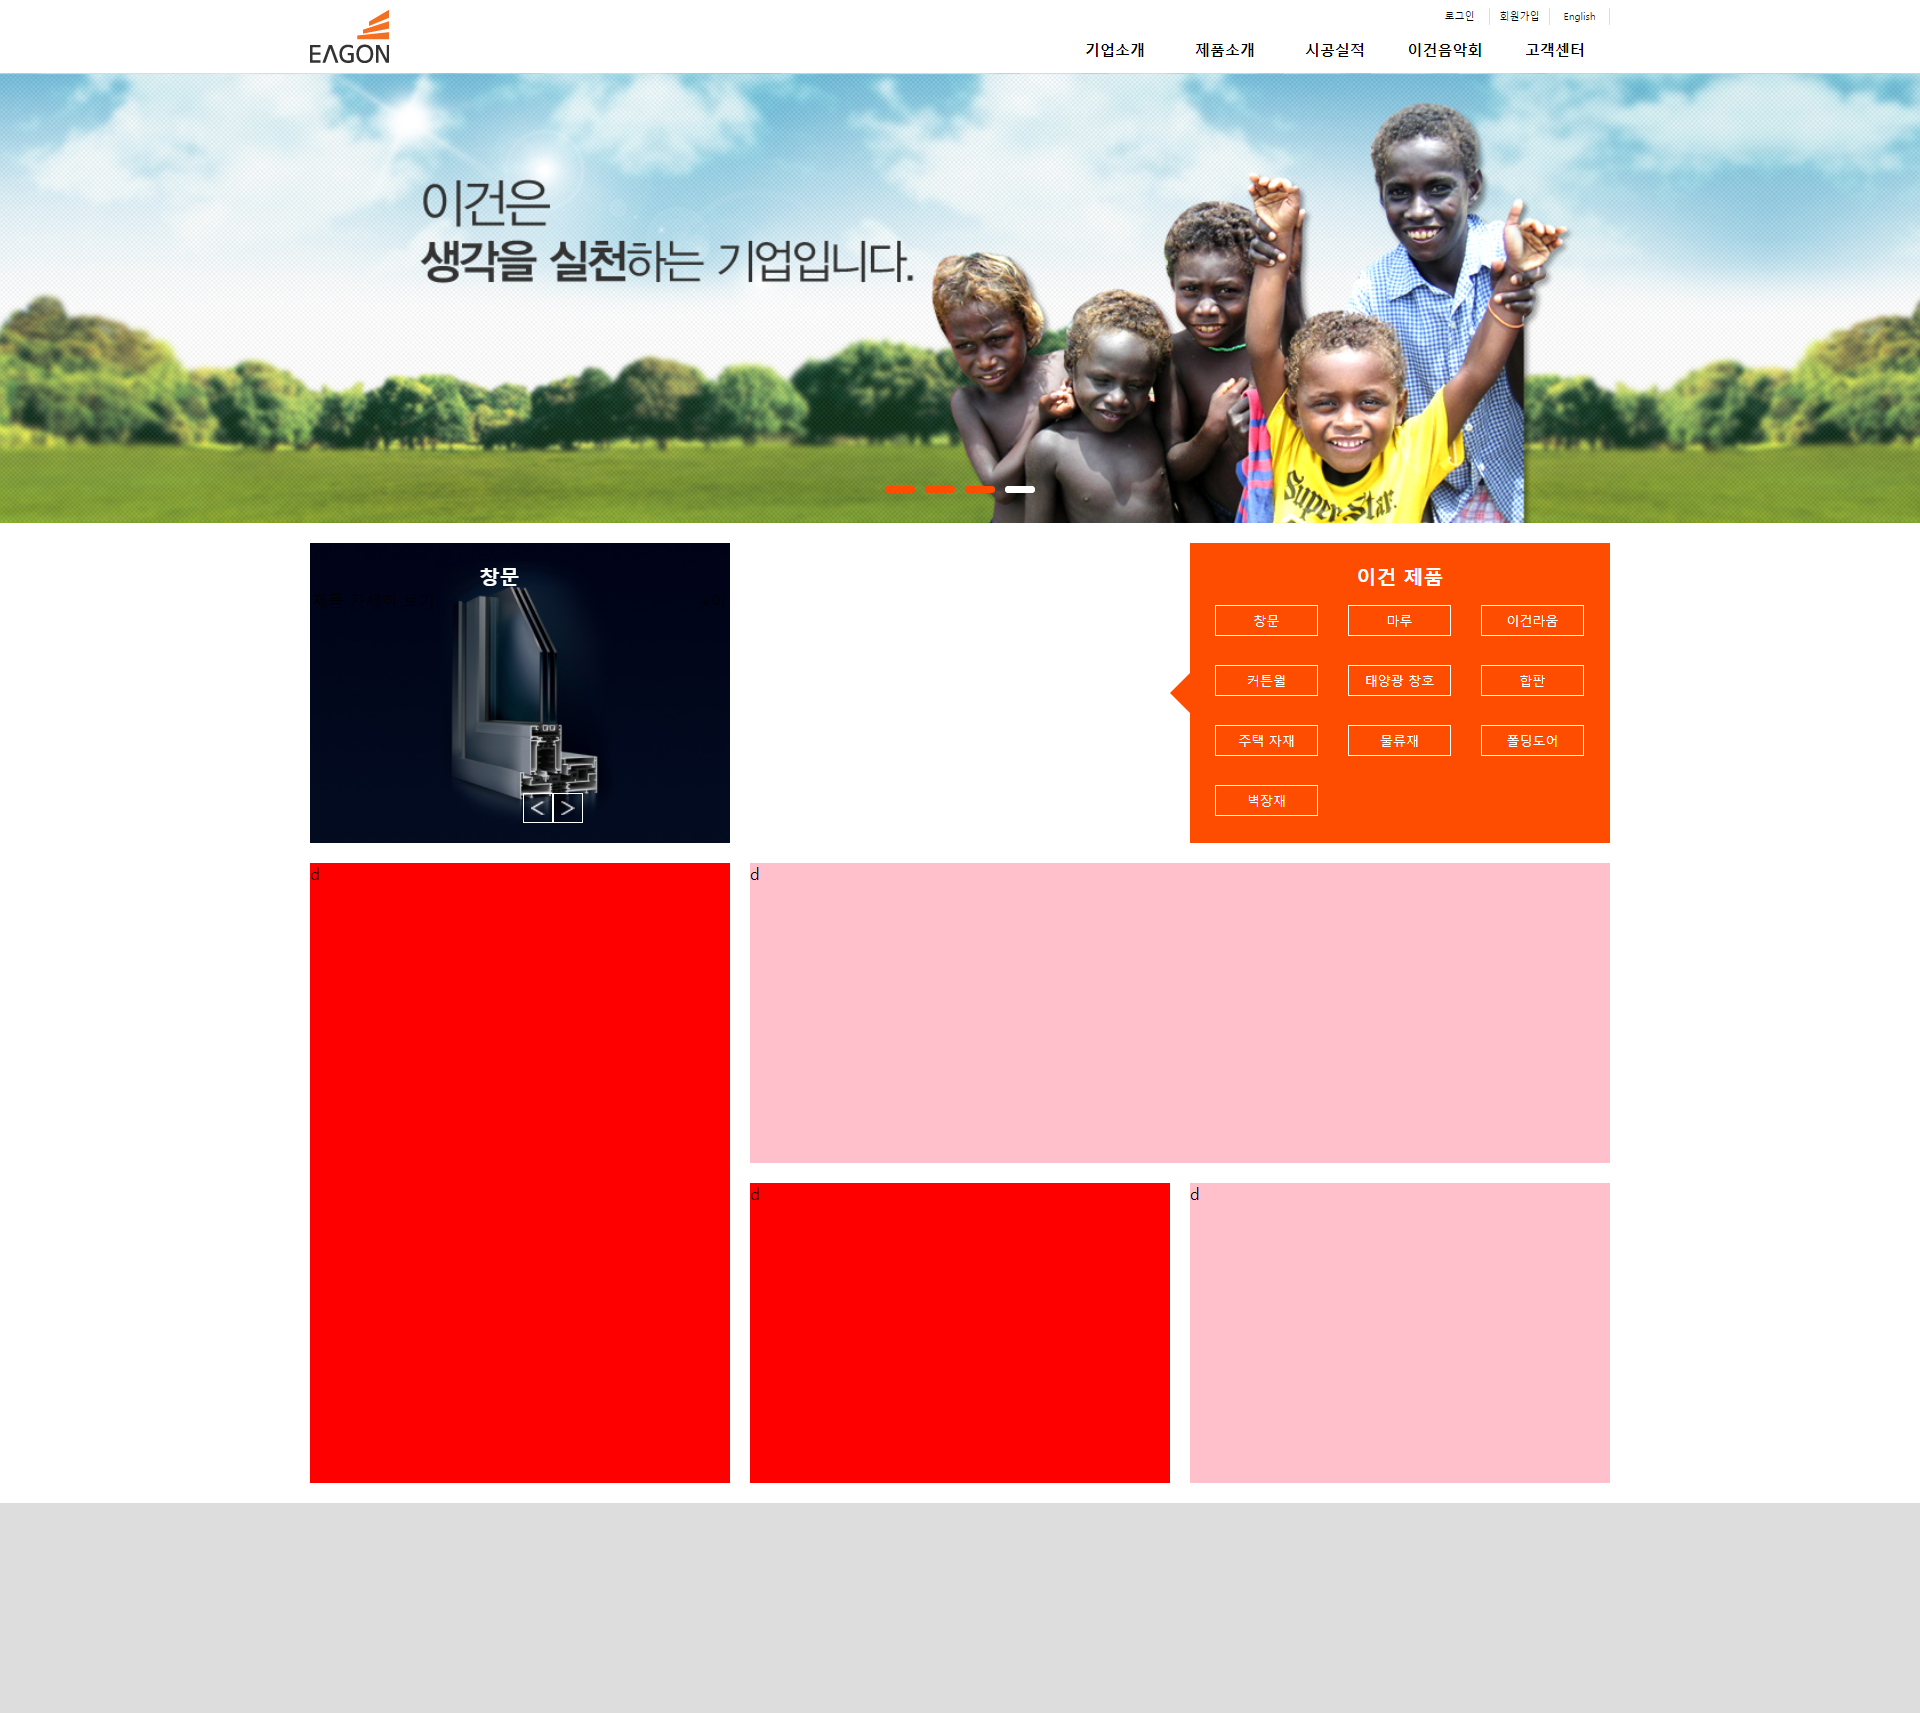 로그인 회원가입 English
EAGON
기업소개 제품소개 시공실적 이건음악회 고객센터
이건은
생각을 실천하는 기업입니다.
Super Star.
창문
< >
이건 제품
창문 마루 이건라움
커튼월 태양광 창호 합판
주택 자재 물류재 폴딩도어
벽장재
d
d
d
d